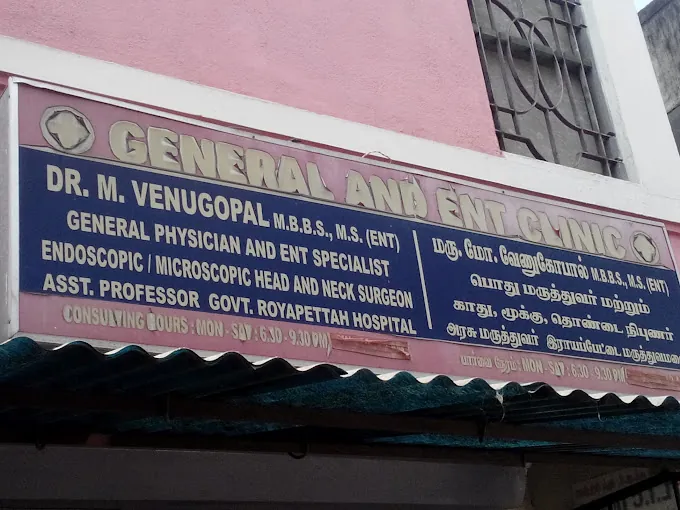 GENERAL AND ENT CLINIC
DR. M. VENUGOPAL M.B.B.S., M.S. (ENT)
GENERAL PHYSICIAN AND ENT SPECIALIST
ENDOSCOPIC / MICROSCOPIC HEAD AND NECK SURGEON
ASST. PROFESSOR GOVT. ROYAPETTAH HOSPITAL
CONSULTING HOURS : MON - SAT : 6.30 - 9.30 PM
மரு. மோ. வேணுகோபால் M.B.B.S., M.S. (ENT)
பொது மருத்துவர் மற்றும்
காது, மூக்கு, தொண்டை நிபுணர்
அரசு மருத்துவர் இராயப்பேட்டை மருத்துவமனை
பார்வை நேரம் : MON - SAT : 6.30 - 9.30 PM